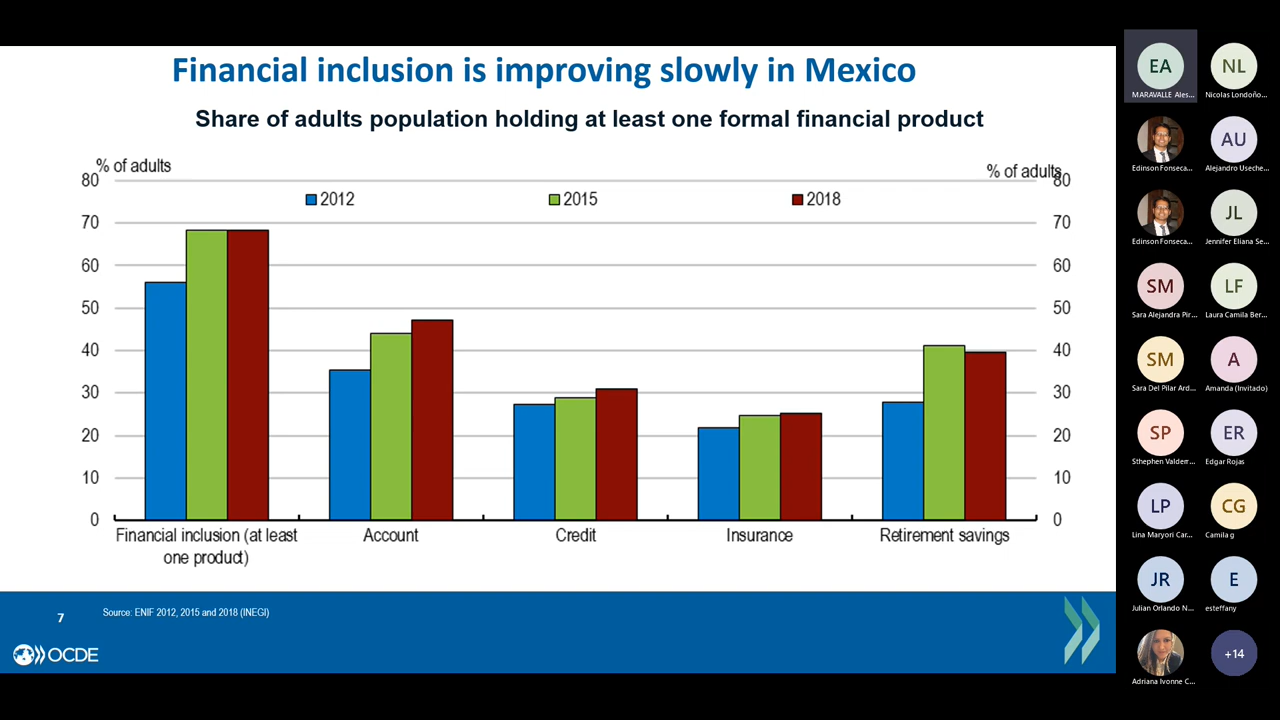 Financial inclusion is improving slowly in Mexico
Share of adults population holding at least one formal financial product
% of adults
% of adults
80
70
60
50
40
30
20
10
0
80
70
60
50
40
30
20
10
0
2012
2015
2018
Financial inclusion (at least
one product)
Account
Credit
Insurance
Retirement savings
7
Source: ENIF 2012, 2015 and 2018 (INEGI)
OCDE
EA
MARAVALLE Ales...
NL
Nicolas Londoño...
Edinson Fonseca...
AU
Alejandro Useche...
Edinson Fonseca...
JL
Jennifer Eliana Se...
SM
Sara Alejandra Pir...
LF
Laura Camila Ber...
SM
Sara Del Pilar Ard...
A
Amanda (Invitado)
SP
Sthephen Valderr...
ER
Edgar Rojas
LP
Lina Maryori Car...
CG
Camila g
JR
Julian Orlando N...
E
esteffany
Adriana Ivonne C...
+14